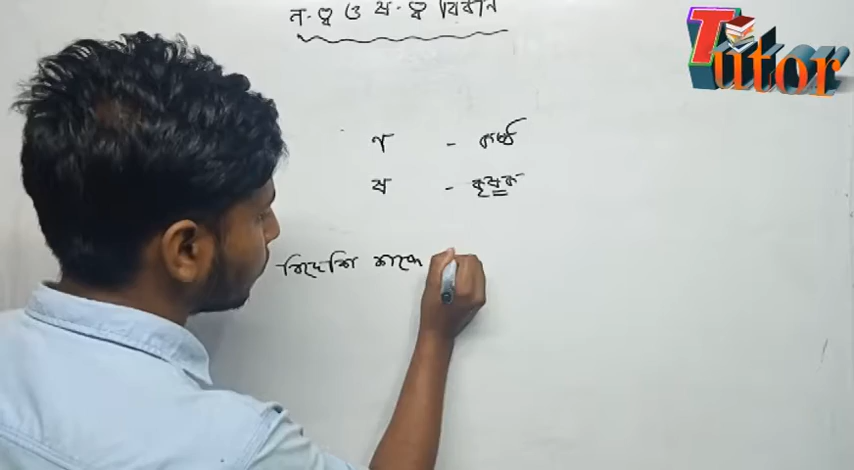 ণ-ত্ব ও ষ-ত্ব বিধান
Tutor
ণ - কণ্ঠ
ষ - কৃষক
বিদেশি শব্দে